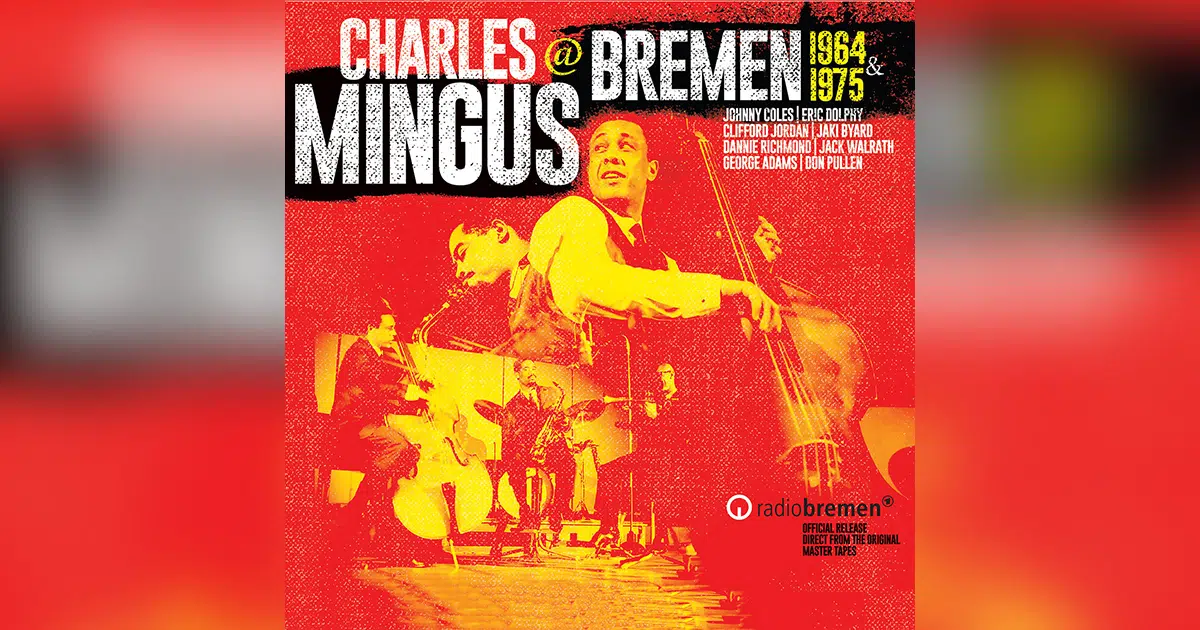 CHARLES @ BREMEN 1964 & 1975
MINGUS
JOHNNY COLES | ERIC DOLPHY
CLIFFORD JORDAN | JAKI BYARD
DANNIE RICHMOND | JACK WALRATH
GEORGE ADAMS | DON PULLEN
radiobremen
OFFICIAL RELEASE
DIRECT FROM THE ORIGINAL
MASTER TAPES